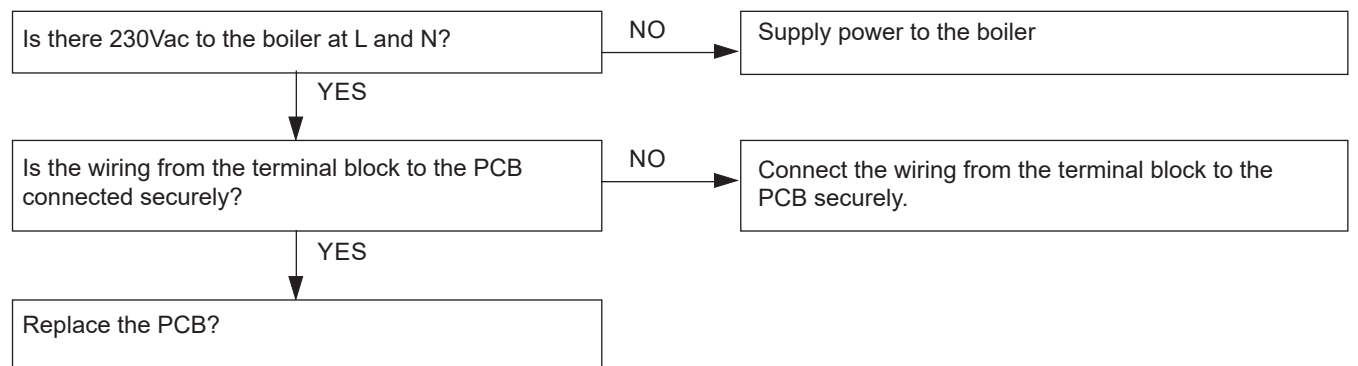 Is there 230Vac to the boiler at L and N?
NO
Supply power to the boiler
YES
Is the wiring from the terminal block to the PCB
connected securely?
NO
Connect the wiring from the terminal block to the
PCB securely.
YES
Replace the PCB?